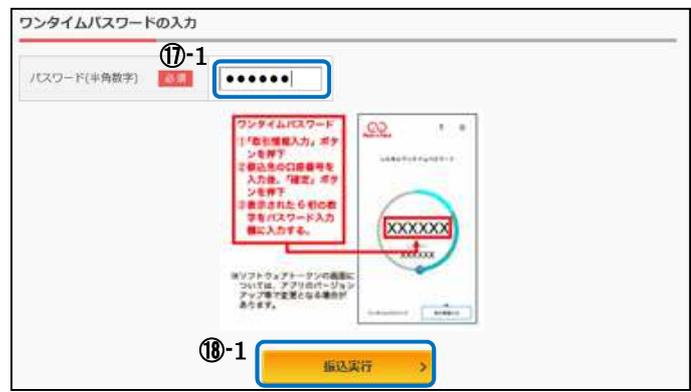 ワンタイムパスワードの入力
⑰-1
パスワード(半角数字) 必須 ●●●●●●
ワンタイムパスワード
①「取引情報入力」ボタ
ンを押下
②振込先の口座番号を
入力後、「確定」ボタ
ンを押下
③表示された6桁の数
字をパスワード入力
欄に入力する。
XXXXXX
XXXXXX
※ソフトウェアトークンの画面に
ついては、アプリのバージョン
アップ等で変更となる場合が
あります。
⑱-1
振込実行 >